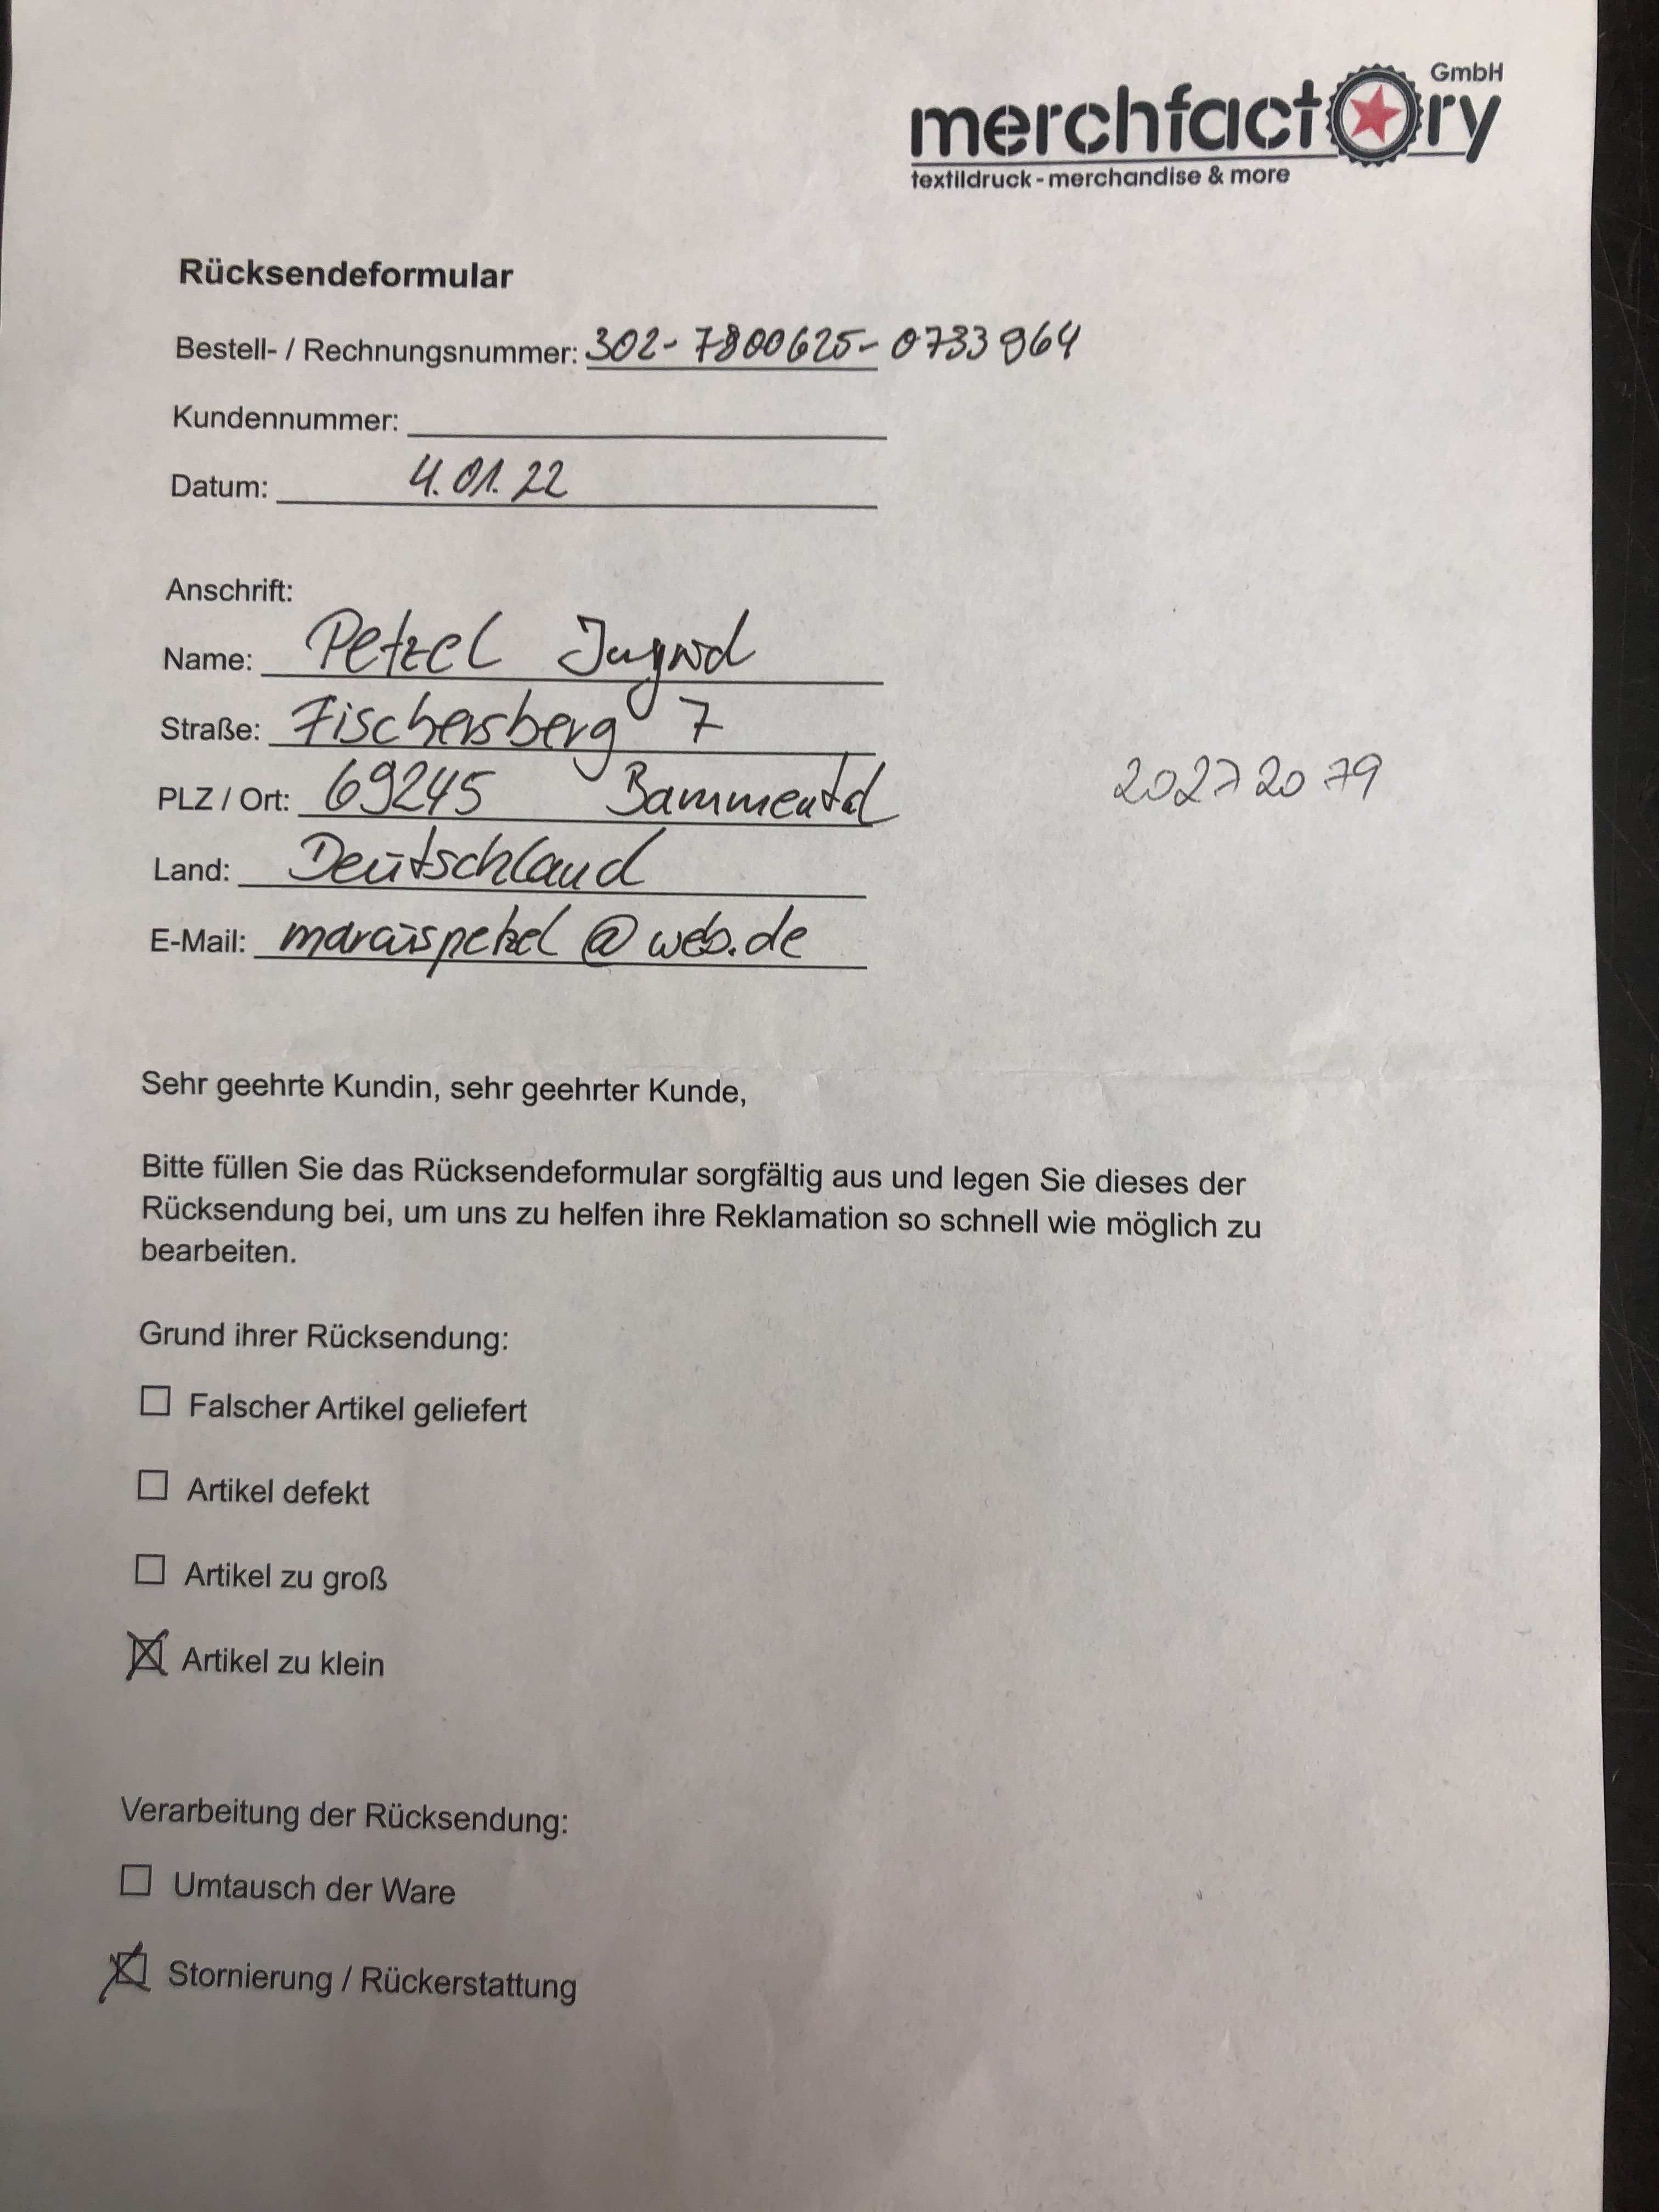 merchfactory GmbH
textildruck - merchandise & more
Rücksendeformular
Bestell- / Rechnungsnummer: 302-7800625-0733964
Kundennummer:
Datum: 4.01.22
Anschrift:
Name: Petzel
Straße: Fischersberg 7
PLZ / Ort: 69245 Bammental
20272079
Land: Deutschland
E-Mail: marcuspetzel@web.de
Sehr geehrte Kundin, sehr geehrter Kunde,
Bitte füllen Sie das Rücksendeformular sorgfältig aus und legen Sie dieses der
Rücksendung bei, um uns zu helfen ihre Reklamation so schnell wie möglich zu
bearbeiten.
Grund ihrer Rücksendung:
Falscher Artikel geliefert
Artikel defekt
Artikel zu groß
Artikel zu klein
Verarbeitung der Rücksendung:
Umtausch der Ware
Stornierung / Rückerstattung